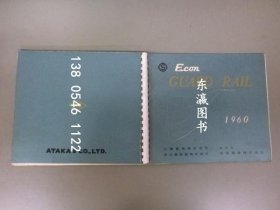 138 0546 1122
ATAKA & CO., LTD.
Econ
GUARD RAIL
东瀛图书
1960